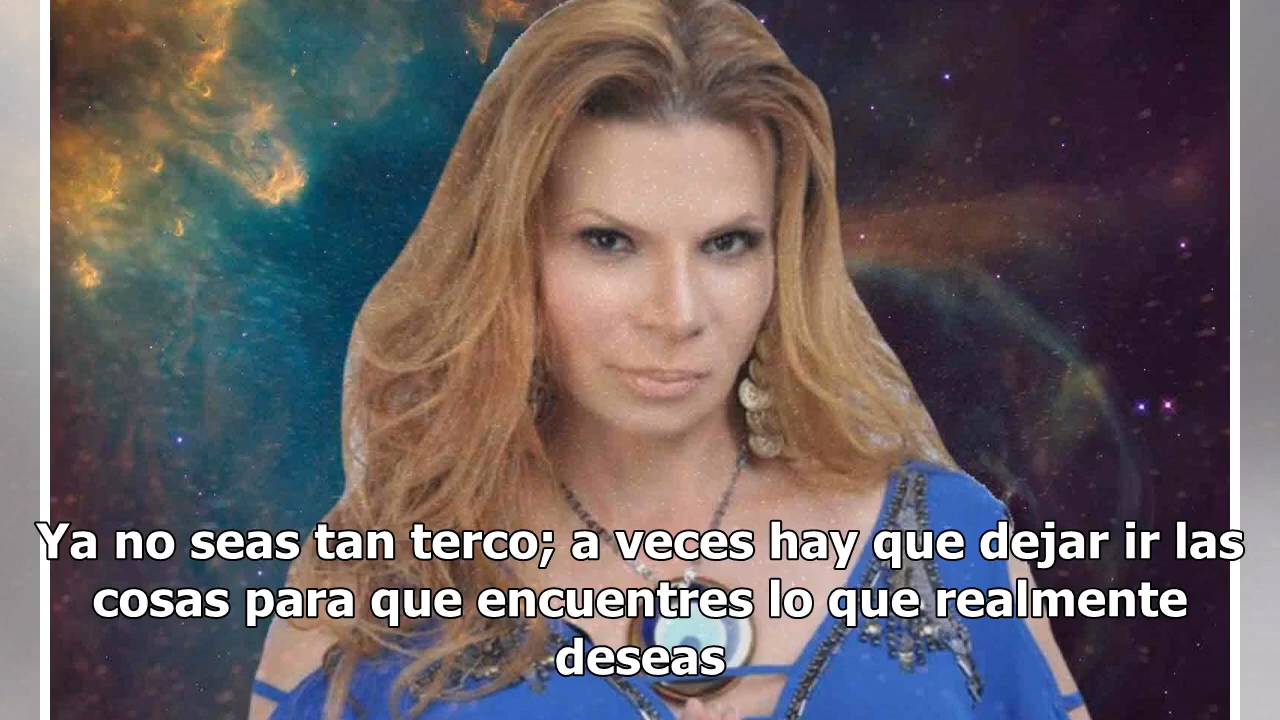 Ya no seas tan terco; a veces hay que dejar ir las
cosas para que encuentres lo que realmente
deseas